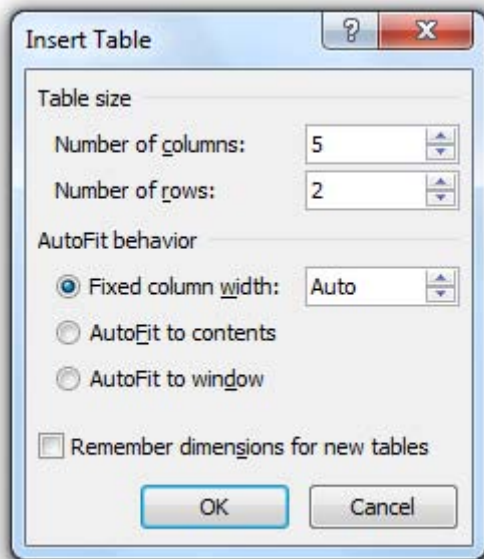 Insert Table
?
X
Table size
Number of columns: 5
Number of rows: 2
AutoFit behavior
Fixed column width: Auto
AutoFit to contents
AutoFit to window
Remember dimensions for new tables
OK Cancel